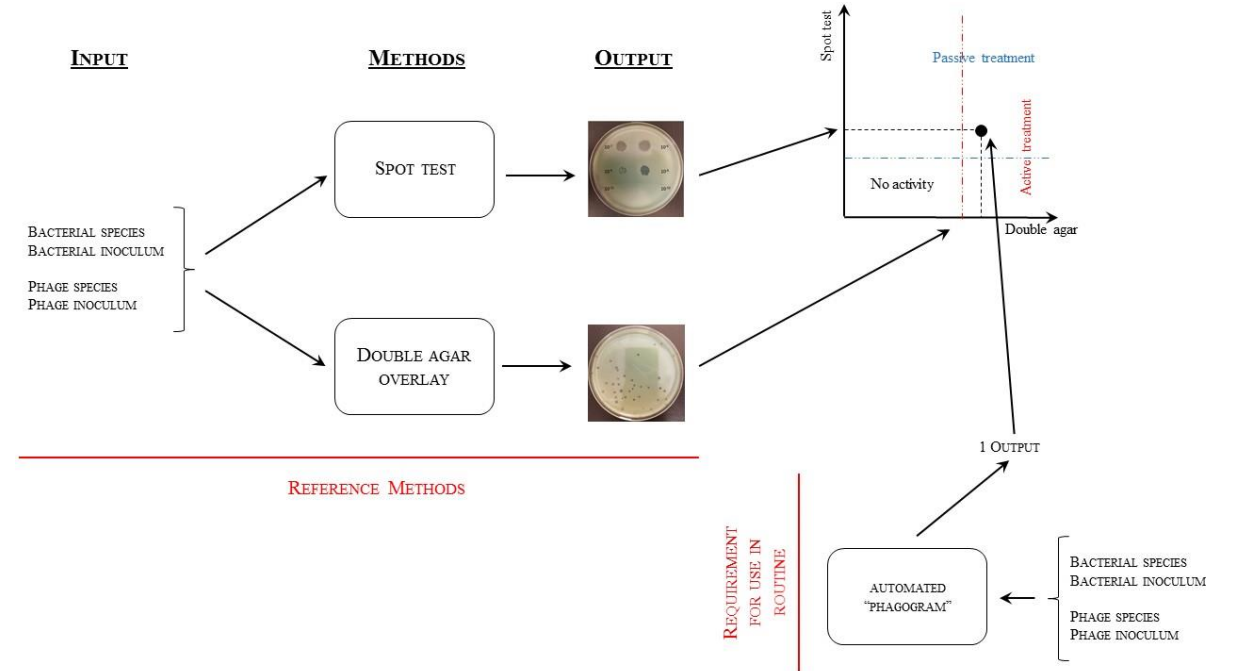 INPUT
METHODS
OUTPUT
BACTERIAL SPECIES
BACTERIAL INOCULUM
PHAGE SPECIES
PHAGE INOCULUM
SPOT TEST
DOUBLE AGAR
OVERLAY
REFERENCE METHODS
Spot test
Passive treatment
Active treatment
No activity
Double agar
1 OUTPUT
REQUIREMENT
FOR USE IN
ROUTINE
AUTOMATED
“PHAGOGRAM”
BACTERIAL SPECIES
BACTERIAL INOCULUM
PHAGE SPECIES
PHAGE INOCULUM